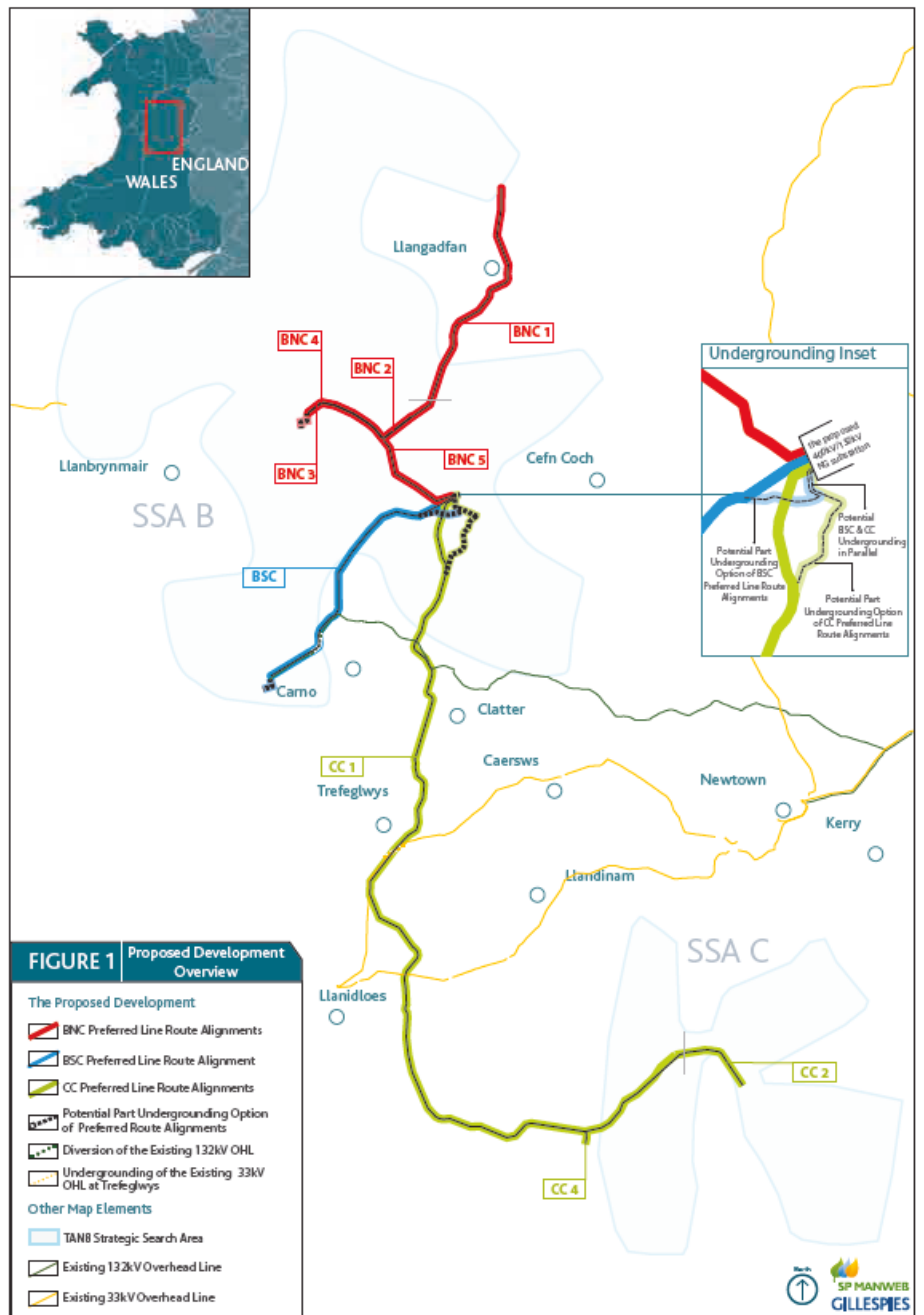 ENGLAND
WALES
Llangadfan
BNC 1
BNC 4
BNC 2
BNC 3
BNC 5
Llanbrynmair
Cefn Coch
SSA B
BSC
Carno
Clatter
CC 1
Trefeglwys
Caersws
Newtown
Kerry
Llandinam
SSA C
Llanidloes
CC 2
CC 4
Undergrounding Inset
the proposed
400kV/132kV
NG substation
Potential
BSC & CC
Undergrounding
in Parallel
Potential Part
Undergrounding
Option of BSC
Preferred Line Route
Alignments
Potential Part
Undergrounding Option
of CC Preferred Line
Route Alignments
FIGURE 1
Proposed Development
Overview
The Proposed Development
BNC Preferred Line Route Alignments
BSC Preferred Line Route Alignment
CC Preferred Line Route Alignments
Potential Part Undergrounding Option
of Preferred Route Alignments
Diversion of the Existing 132kV OHL
Undergrounding of the Existing 33kV
OHL at Trefeglwys
Other Map Elements
TAN8 Strategic Search Area
Existing 132kV Overhead Line
Existing 33kV Overhead Line
North
SP MANWEB
GILLESPIES